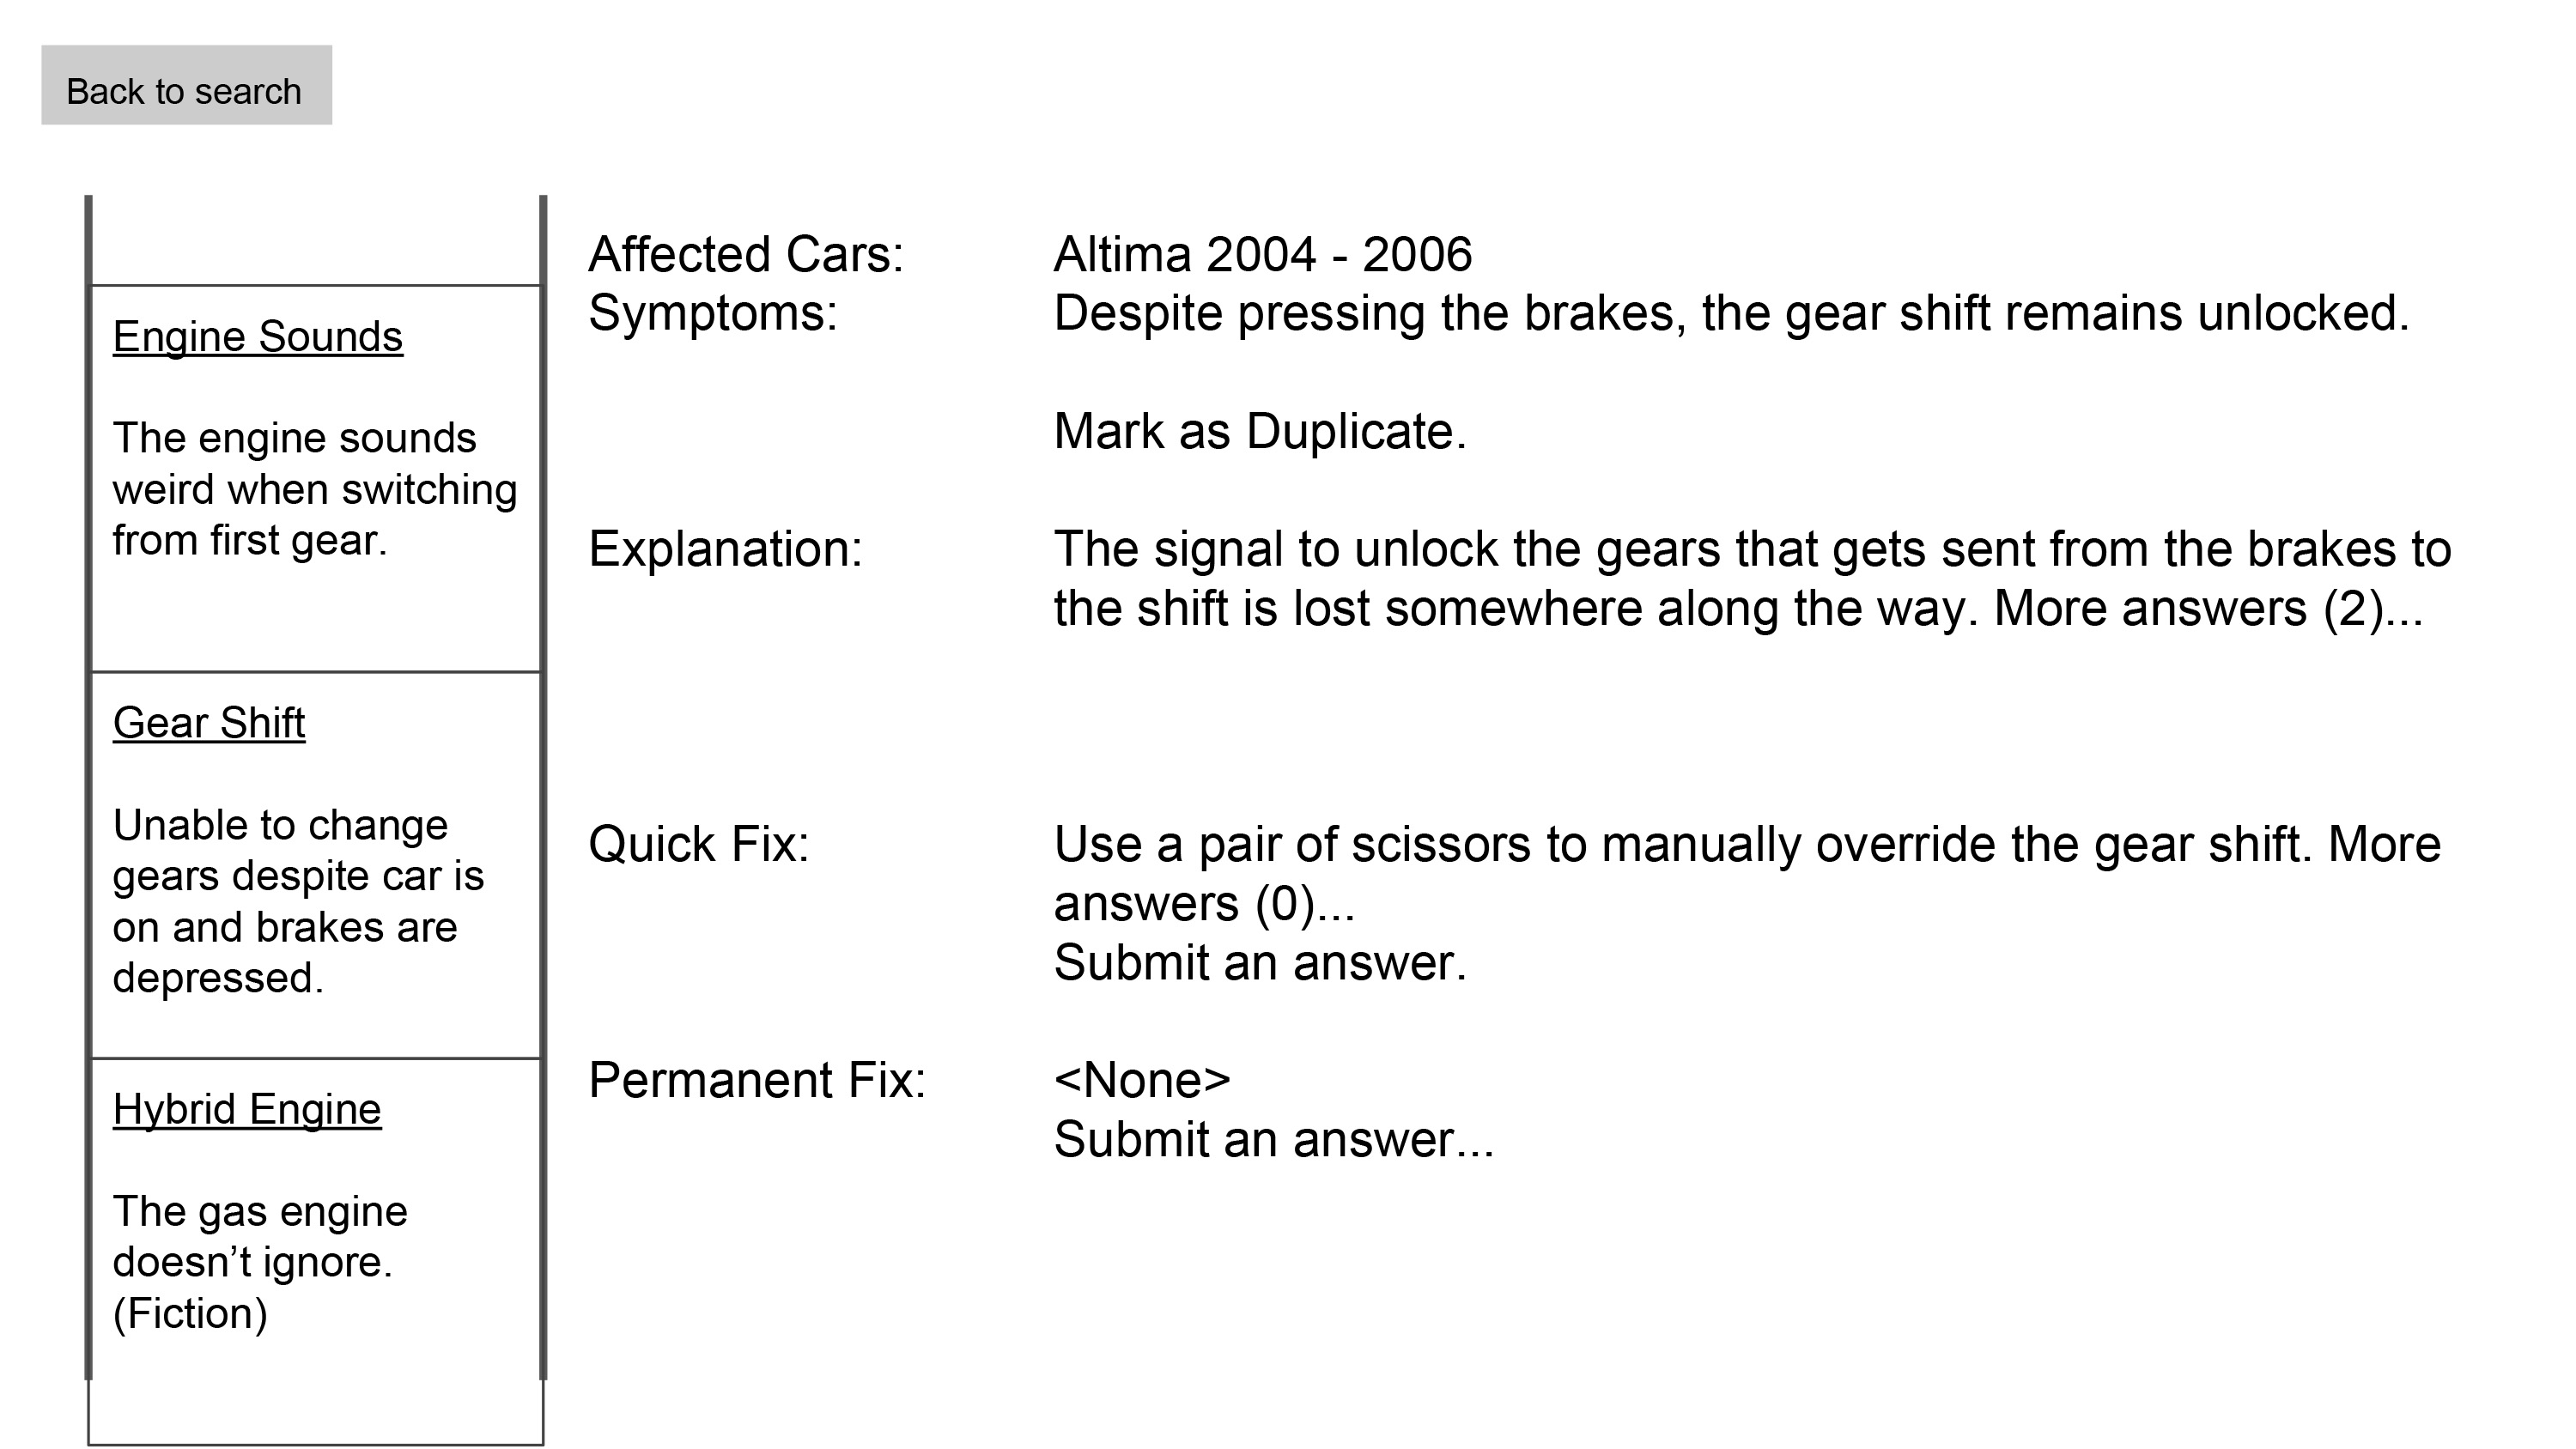 Back to search
Engine Sounds
The engine sounds
weird when switching
from first gear.
Gear Shift
Unable to change
gears despite car is
on and brakes are
depressed.
Hybrid Engine
The gas engine
doesn’t ignore.
(Fiction)
Affected Cars: Altima 2004 - 2006
Symptoms: Despite pressing the brakes, the gear shift remains unlocked.
Mark as Duplicate.
Explanation: The signal to unlock the gears that gets sent from the brakes to
the shift is lost somewhere along the way. More answers (2)...
Quick Fix: Use a pair of scissors to manually override the gear shift. More
answers (0)...
Submit an answer.
Permanent Fix: <None>
Submit an answer...